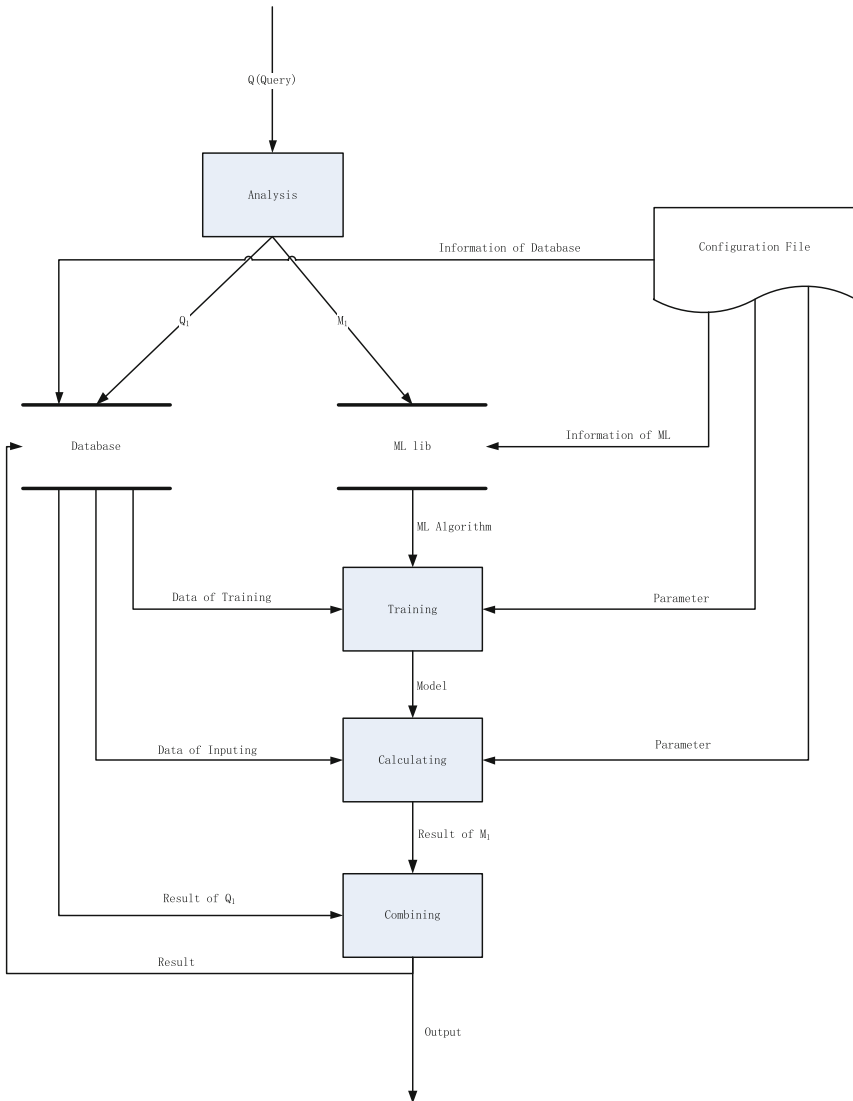 Q(Query)
Analysis
Information of Database
Configuration File
Q₁
M₁
Database
ML lib
Information of ML
ML Algorithm
Data of Training
Training
Parameter
Model
Data of Inputing
Calculating
Parameter
Result of M₁
Result of Q₁
Combining
Result
Output